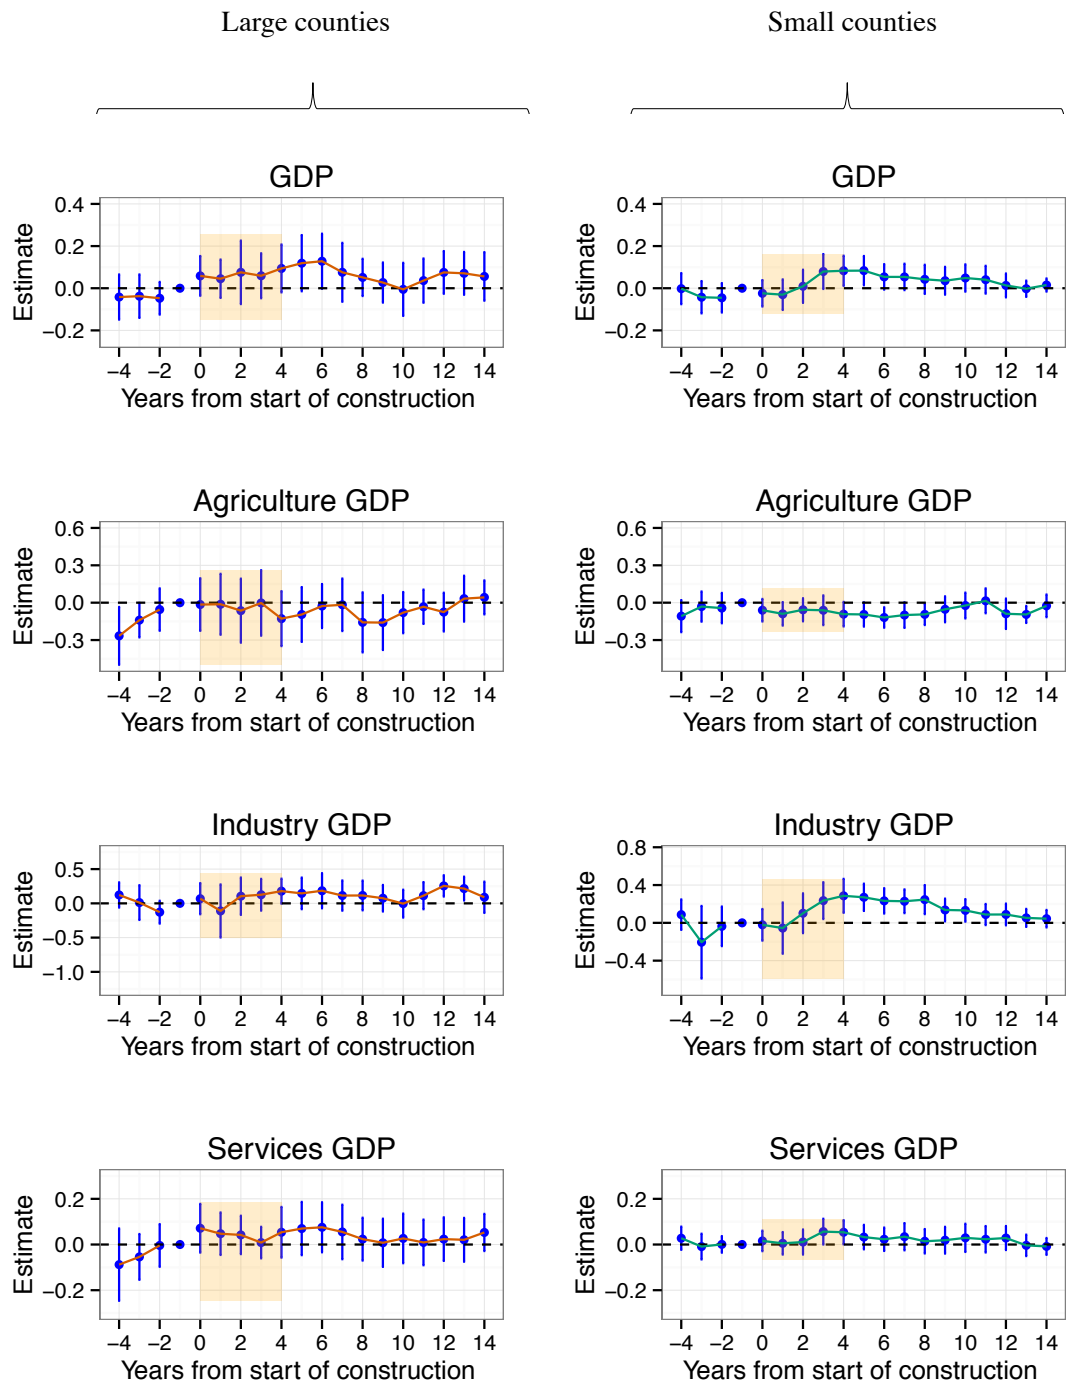 Large counties
Small counties
GDP
0.4
0.2
0.0
−0.2
Estimate
−4 −2 0 2 4 6 8 10 12 14
Years from start of construction
GDP
0.4
0.2
0.0
−0.2
Estimate
−4 −2 0 2 4 6 8 10 12 14
Years from start of construction
Agriculture GDP
0.6
0.3
0.0
−0.3
Estimate
−4 −2 0 2 4 6 8 10 12 14
Years from start of construction
Agriculture GDP
0.6
0.3
0.0
−0.3
Estimate
−4 −2 0 2 4 6 8 10 12 14
Years from start of construction
Industry GDP
0.5
0.0
−0.5
−1.0
Estimate
−4 −2 0 2 4 6 8 10 12 14
Years from start of construction
Industry GDP
0.8
0.4
0.0
−0.4
Estimate
−4 −2 0 2 4 6 8 10 12 14
Years from start of construction
Services GDP
0.2
0.0
−0.2
Estimate
−4 −2 0 2 4 6 8 10 12 14
Years from start of construction
Services GDP
0.2
0.0
−0.2
Estimate
−4 −2 0 2 4 6 8 10 12 14
Years from start of construction